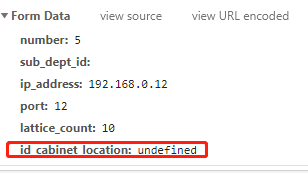 ▼ Form Data view source view URL encoded
number: 5
sub_dept_id:
ip_address: 192.168.0.12
port: 12
lattice_count: 10
id_cabinet_location: undefined